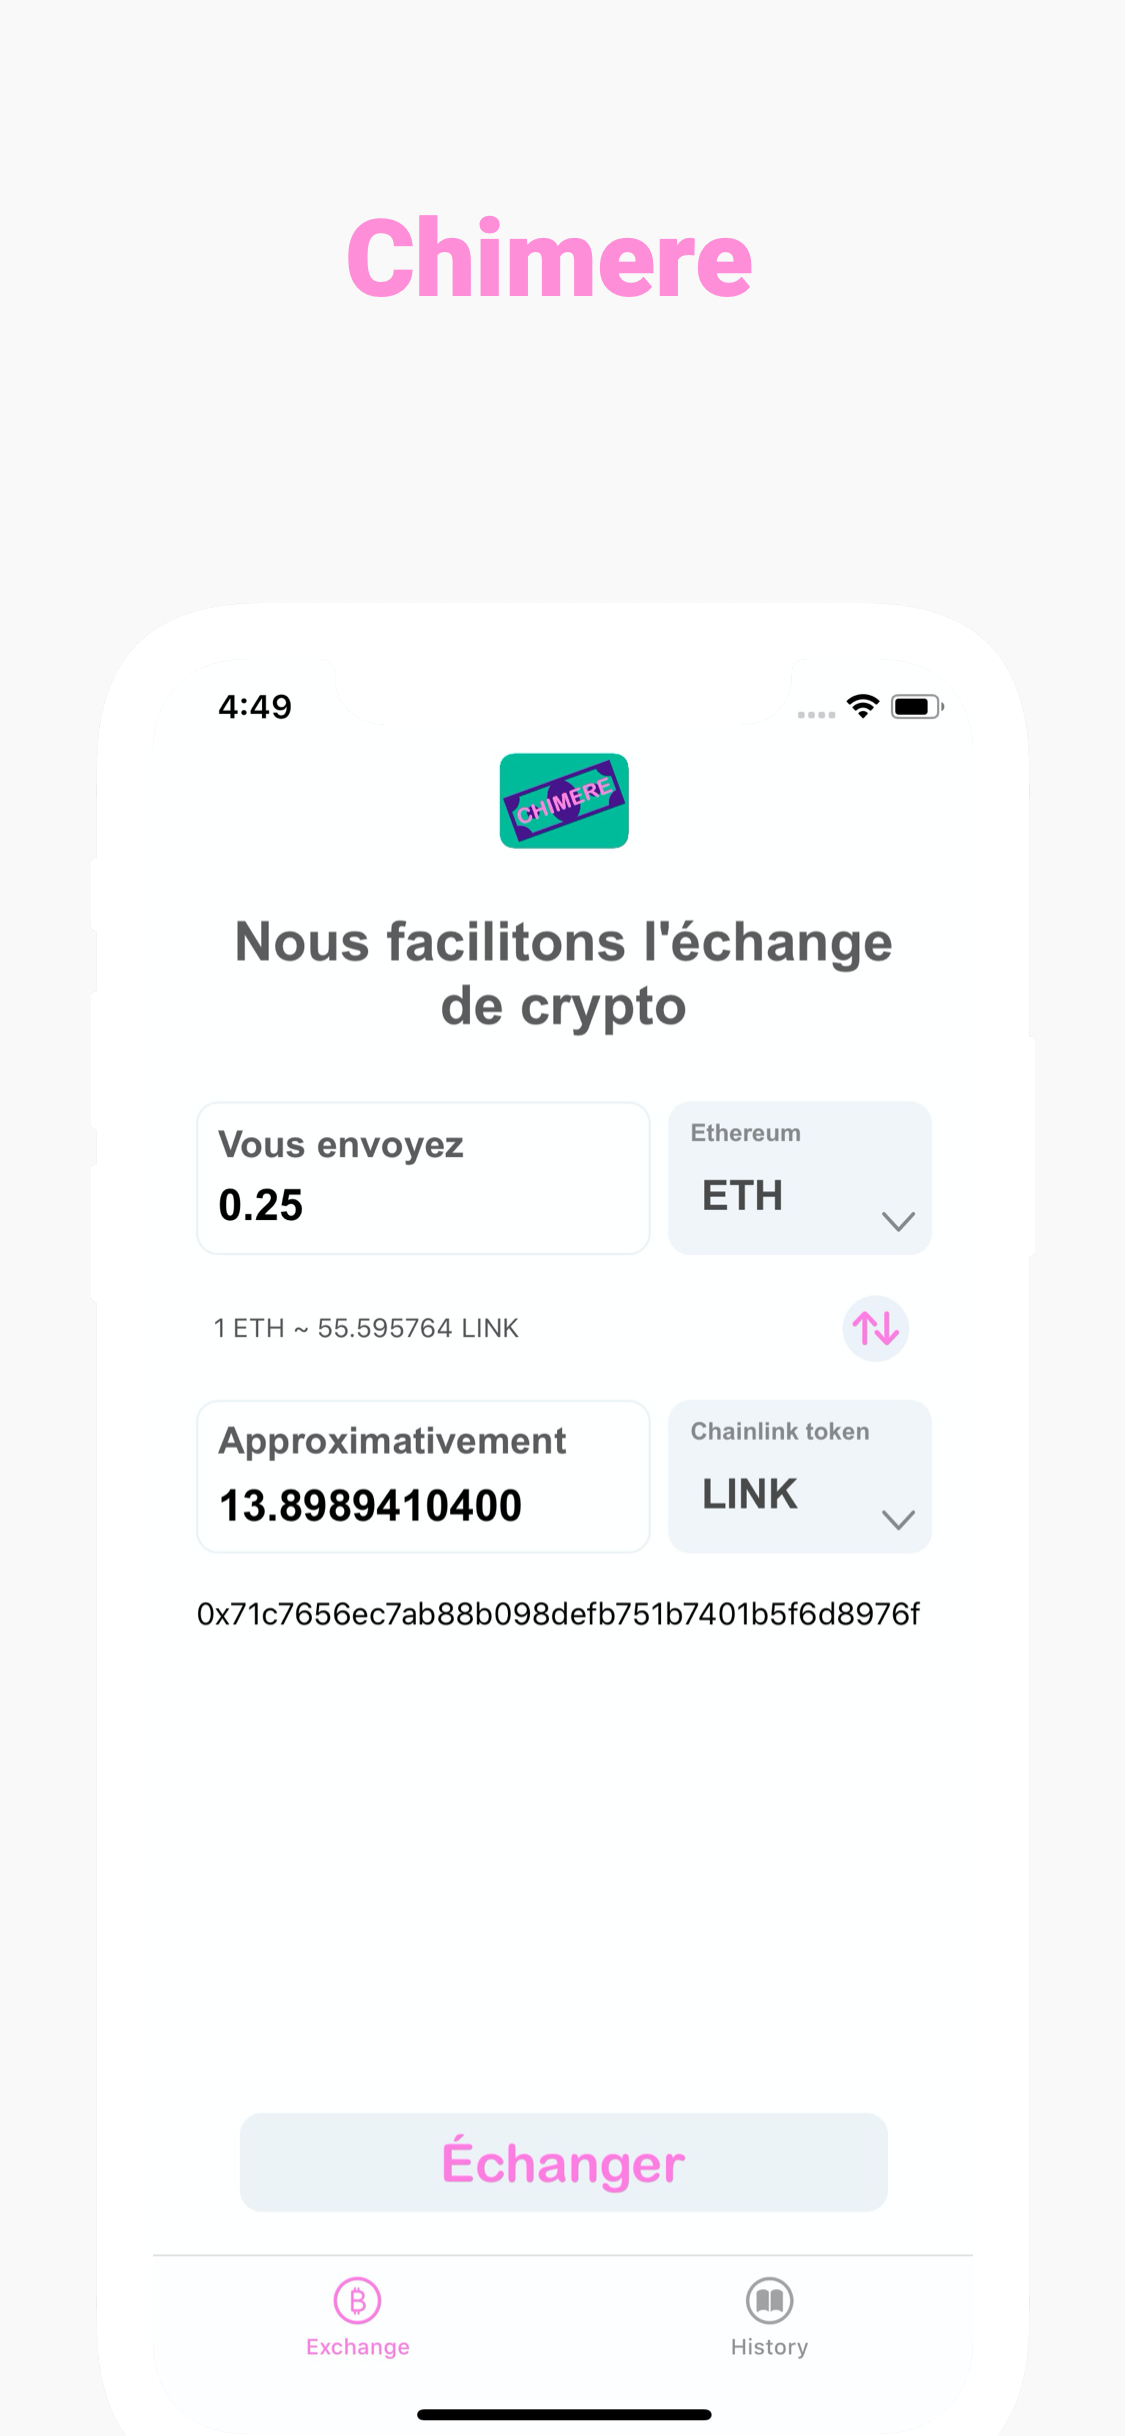 Chimere
4:49
CHIMERE
Nous facilitons l'échange
de crypto
Vous envoyez
0.25
Ethereum
ETH
1 ETH ~ 55.595764 LINK
Approximativement
13.8989410400
Chainlink token
LINK
0x71c7656ec7ab88b098defb751b7401b5f6d8976f
Échanger
Exchange
History